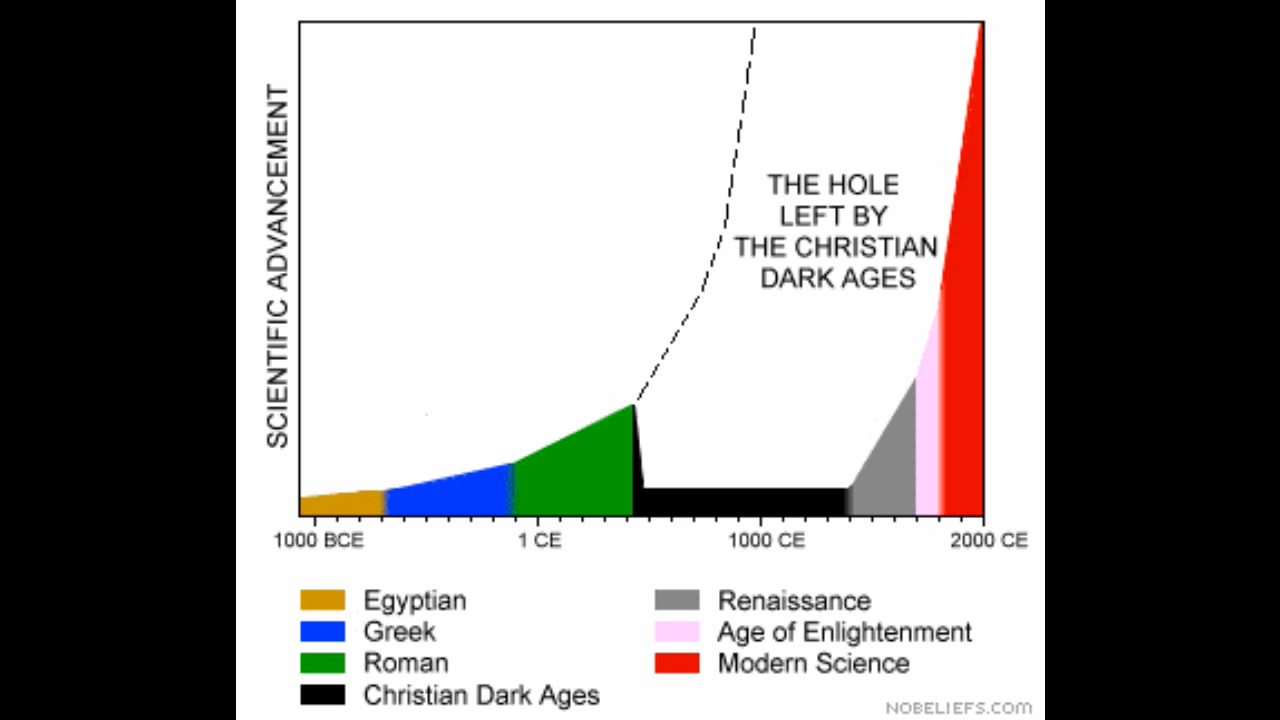 SCIENTIFIC ADVANCEMENT
THE HOLE
LEFT BY
THE CHRISTIAN
DARK AGES
1000 BCE 1 CE 1000 CE 2000 CE
Egyptian
Greek
Roman
Christian Dark Ages
Renaissance
Age of Enlightenment
Modern Science
NOBELIEFS.COM